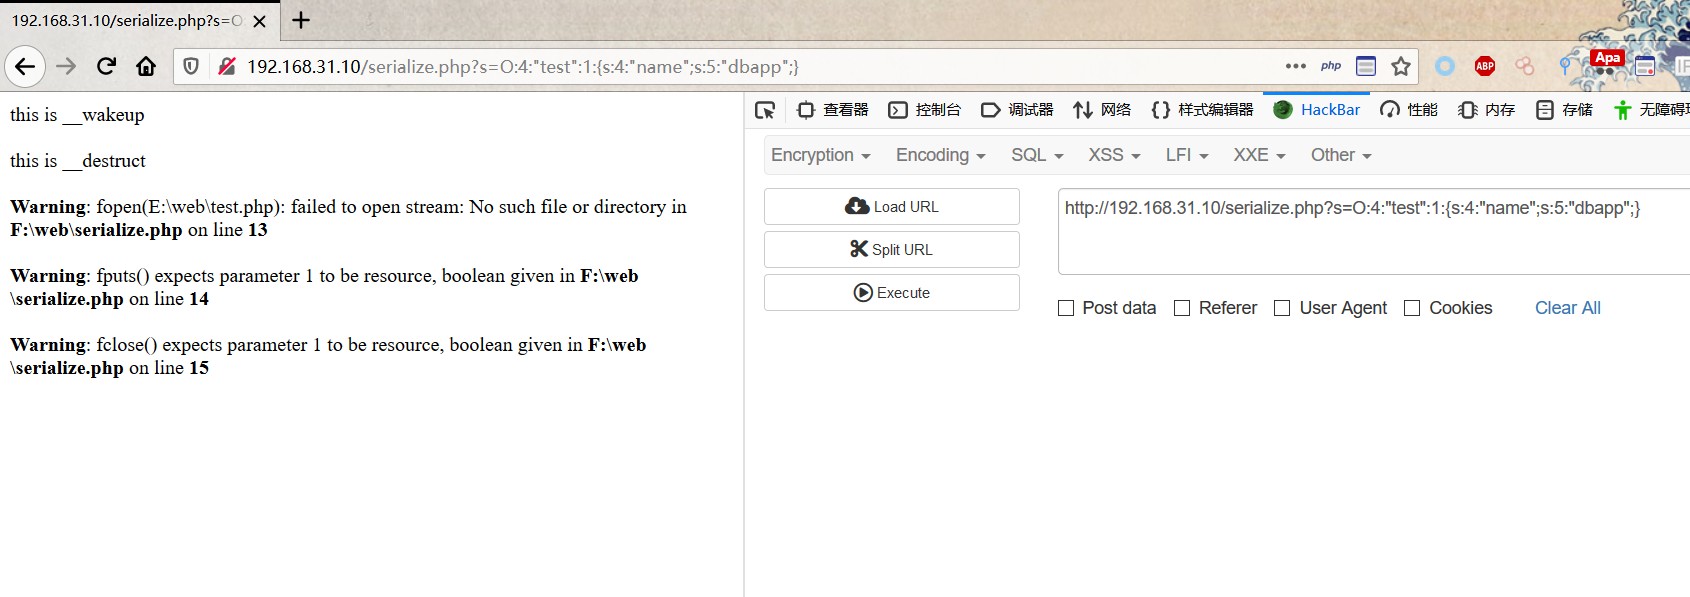 192.168.31.10/serialize.php?s=O:
192.168.31.10/serialize.php?s=O:4:"test":1:{s:4:"name";s:5:"dbapp";}
php
ABP
Apa
this is __wakeup
this is __destruct
Warning: fopen(E:\web\test.php): failed to open stream: No such file or directory in
F:\web\serialize.php on line 13
Warning: fputs() expects parameter 1 to be resource, boolean given in F:\web
\serialize.php on line 14
Warning: fclose() expects parameter 1 to be resource, boolean given in F:\web
\serialize.php on line 15
查看器 控制台 调试器 网络 样式编辑器 HackBar 性能 内存 存储 无障碍
Encryption Encoding SQL XSS LFI XXE Other
Load URL
Split URL
Execute
http://192.168.31.10/serialize.php?s=O:4:"test":1:{s:4:"name";s:5:"dbapp";}
Post data Referer User Agent Cookies Clear All